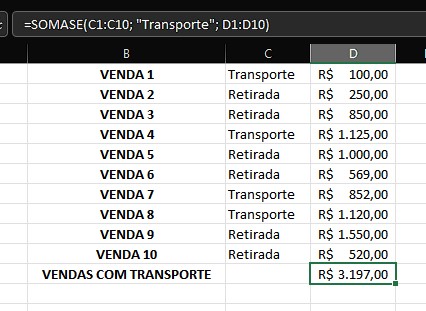 =SOMASE(C1:C10; "Transporte"; D1:D10)
B C D
VENDA 1 Transporte R$ 100,00
VENDA 2 Retirada R$ 250,00
VENDA 3 Retirada R$ 850,00
VENDA 4 Transporte R$ 1.125,00
VENDA 5 Retirada R$ 1.000,00
VENDA 6 Retirada R$ 569,00
VENDA 7 Transporte R$ 852,00
VENDA 8 Transporte R$ 1.120,00
VENDA 9 Retirada R$ 1.550,00
VENDA 10 Retirada R$ 520,00
VENDAS COM TRANSPORTE R$ 3.197,00